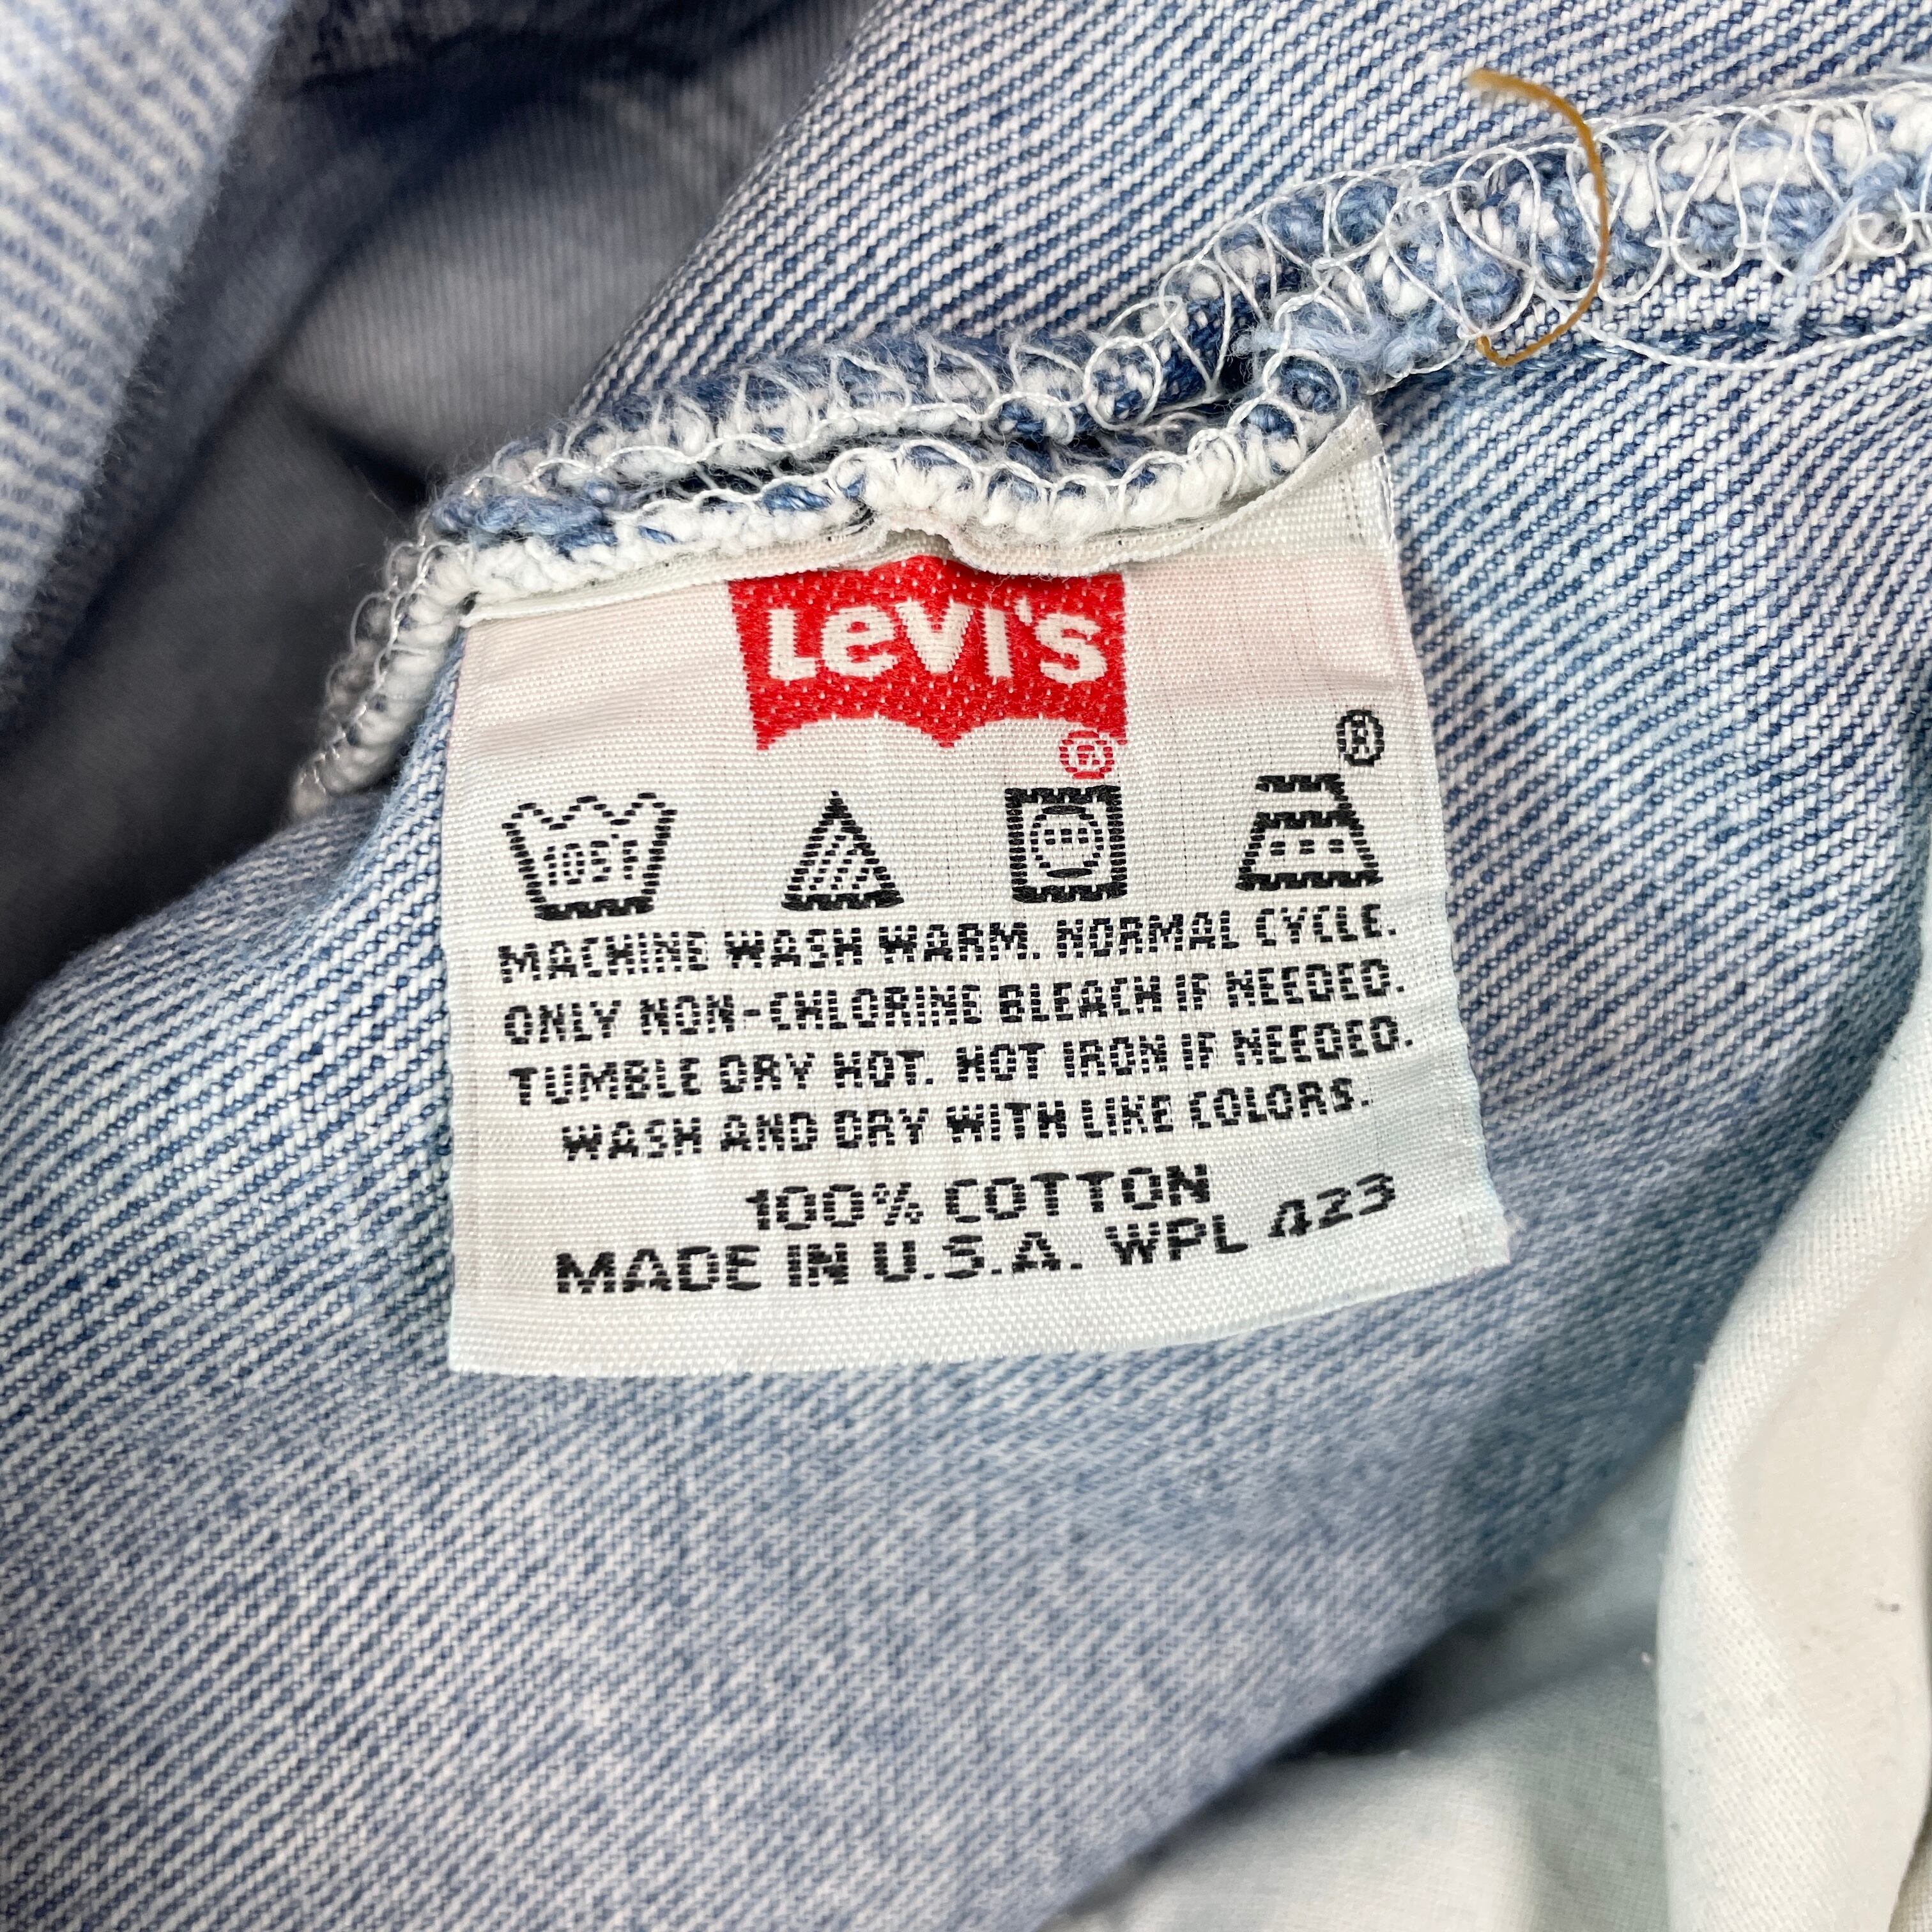 Levi's
®
®
105F
MACHINE WASH WARM. NORMAL CYCLE.
ONLY NON-CHLORINE BLEACH IF NEEDED.
TUMBLE DRY HOT. HOT IRON IF NEEDED.
WASH AND DRY WITH LIKE COLORS.
100% COTTON
MADE IN U.S.A. WPL 423